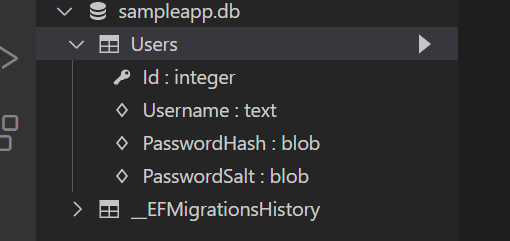 sampleapp.db
Users
Id : integer
Username : text
PasswordHash : blob
PasswordSalt : blob
__EFMigrationsHistory